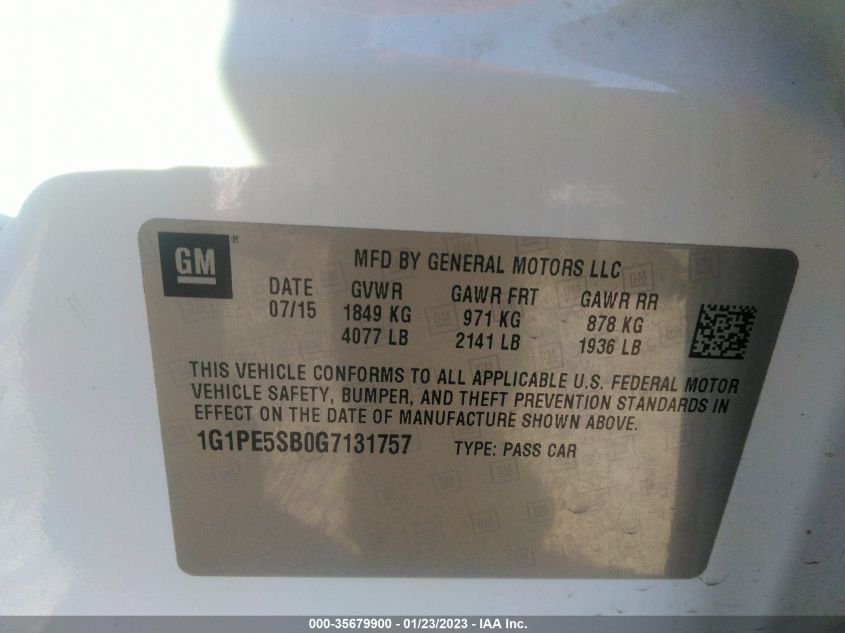 GM
MFD BY GENERAL MOTORS LLC
DATE GVWR GAWR FRT GAWR RR
07/15 1849 KG 971 KG 878 KG
4077 LB 2141 LB 1936 LB
THIS VEHICLE CONFORMS TO ALL APPLICABLE U.S. FEDERAL MOTOR
VEHICLE SAFETY, BUMPER, AND THEFT PREVENTION STANDARDS IN
EFFECT ON THE DATE OF MANUFACTURE SHOWN ABOVE.
1G1PE5SB0G7131757 TYPE: PASS CAR
000-35679900 - 01/23/2023 - IAA Inc.